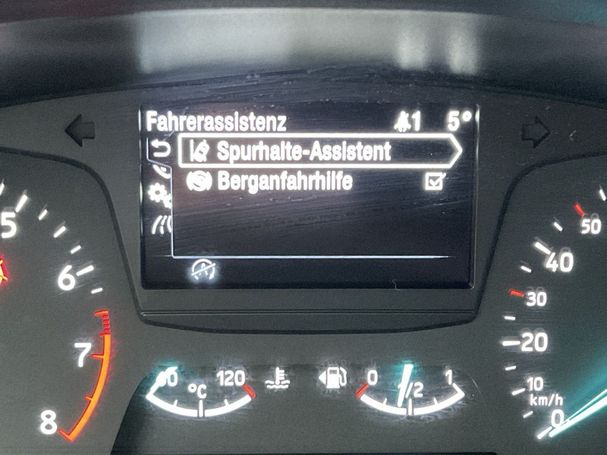 Fahrerassistenz 1 5°
Spurhalte-Assistent
Berganfahrhilfe
5
6
7
8
60 °C 120
0 1/2 1
50
40
30
20
10
km/h
0